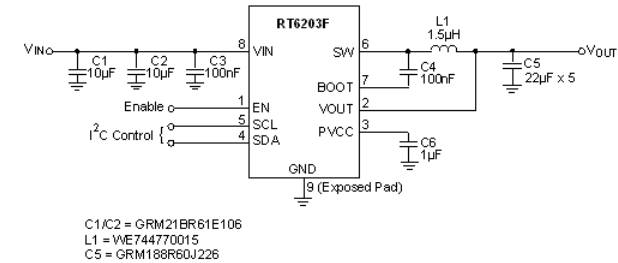 RT6203F
L1
1.5µH
VIN
8 VIN
SW 6
VOUT
C1
10µF
C2
10µF
C3
100nF
C4
100nF
C5
22µF x 5
BOOT 7
Enable
1 EN
VOUT 2
I²C Control {
5 SCL
4 SDA
PVCC 3
C6
1µF
GND
9 (Exposed Pad)
C1/C2 = GRM21BR61E106
L1 = WE744770015
C5 = GRM188R60J226